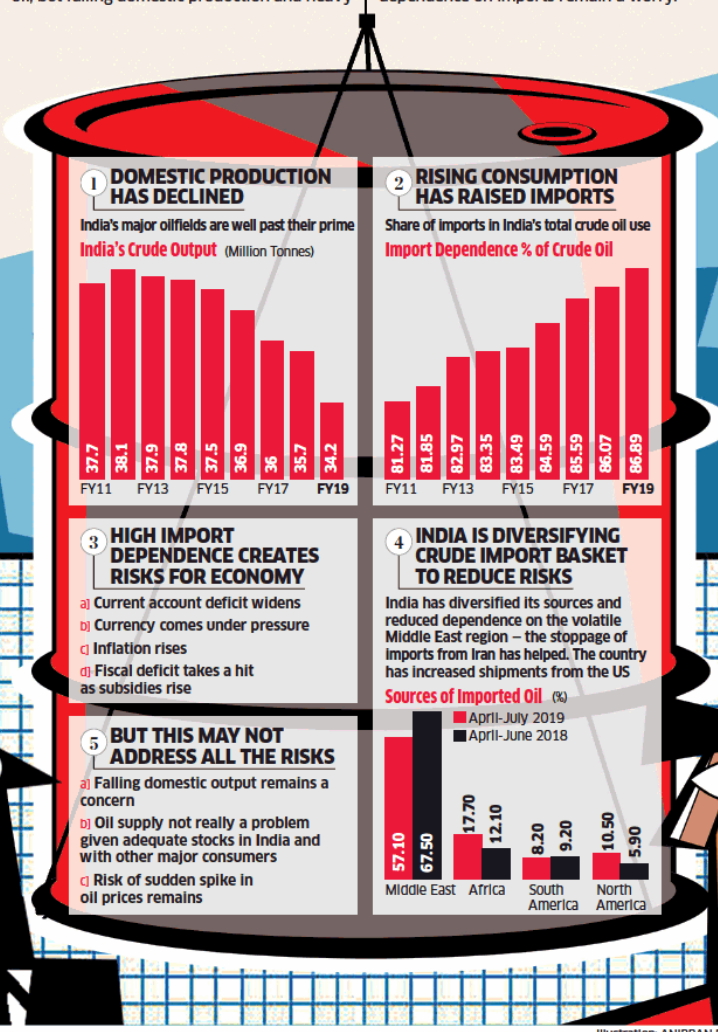 1 DOMESTIC PRODUCTION
HAS DECLINED
India's major oilfields are well past their prime
India's Crude Output (Million Tonnes)
37.7
38.1
37.9
37.8
37.5
36.9
36
35.7
34.2
FY11 FY13 FY15 FY17 FY19
2 RISING CONSUMPTION
HAS RAISED IMPORTS
Share of imports in India's total crude oil use
Import Dependence % of Crude Oil
81.27
81.85
82.97
83.35
83.49
84.59
85.59
86.07
86.89
FY11 FY13 FY15 FY17 FY19
3 HIGH IMPORT
DEPENDENCE CREATES
RISKS FOR ECONOMY
a] Current account deficit widens
b] Currency comes under pressure
c] Inflation rises
d] Fiscal deficit takes a hit
as subsidies rise
4 INDIA IS DIVERSIFYING
CRUDE IMPORT BASKET
TO REDUCE RISKS
India has diversified its sources and
reduced dependence on the volatile
Middle East region – the stoppage of
imports from Iran has helped. The country
has increased shipments from the US
Sources of Imported Oil (%)
April-July 2019
April-June 2018
57.10
67.50
17.70
12.10
8.20
9.20
10.50
5.90
Middle East Africa South America North America
5 BUT THIS MAY NOT
ADDRESS ALL THE RISKS
a] Falling domestic output remains a
concern
b] Oil supply not really a problem
given adequate stocks in India and
with other major consumers
c] Risk of sudden spike in
oil prices remains